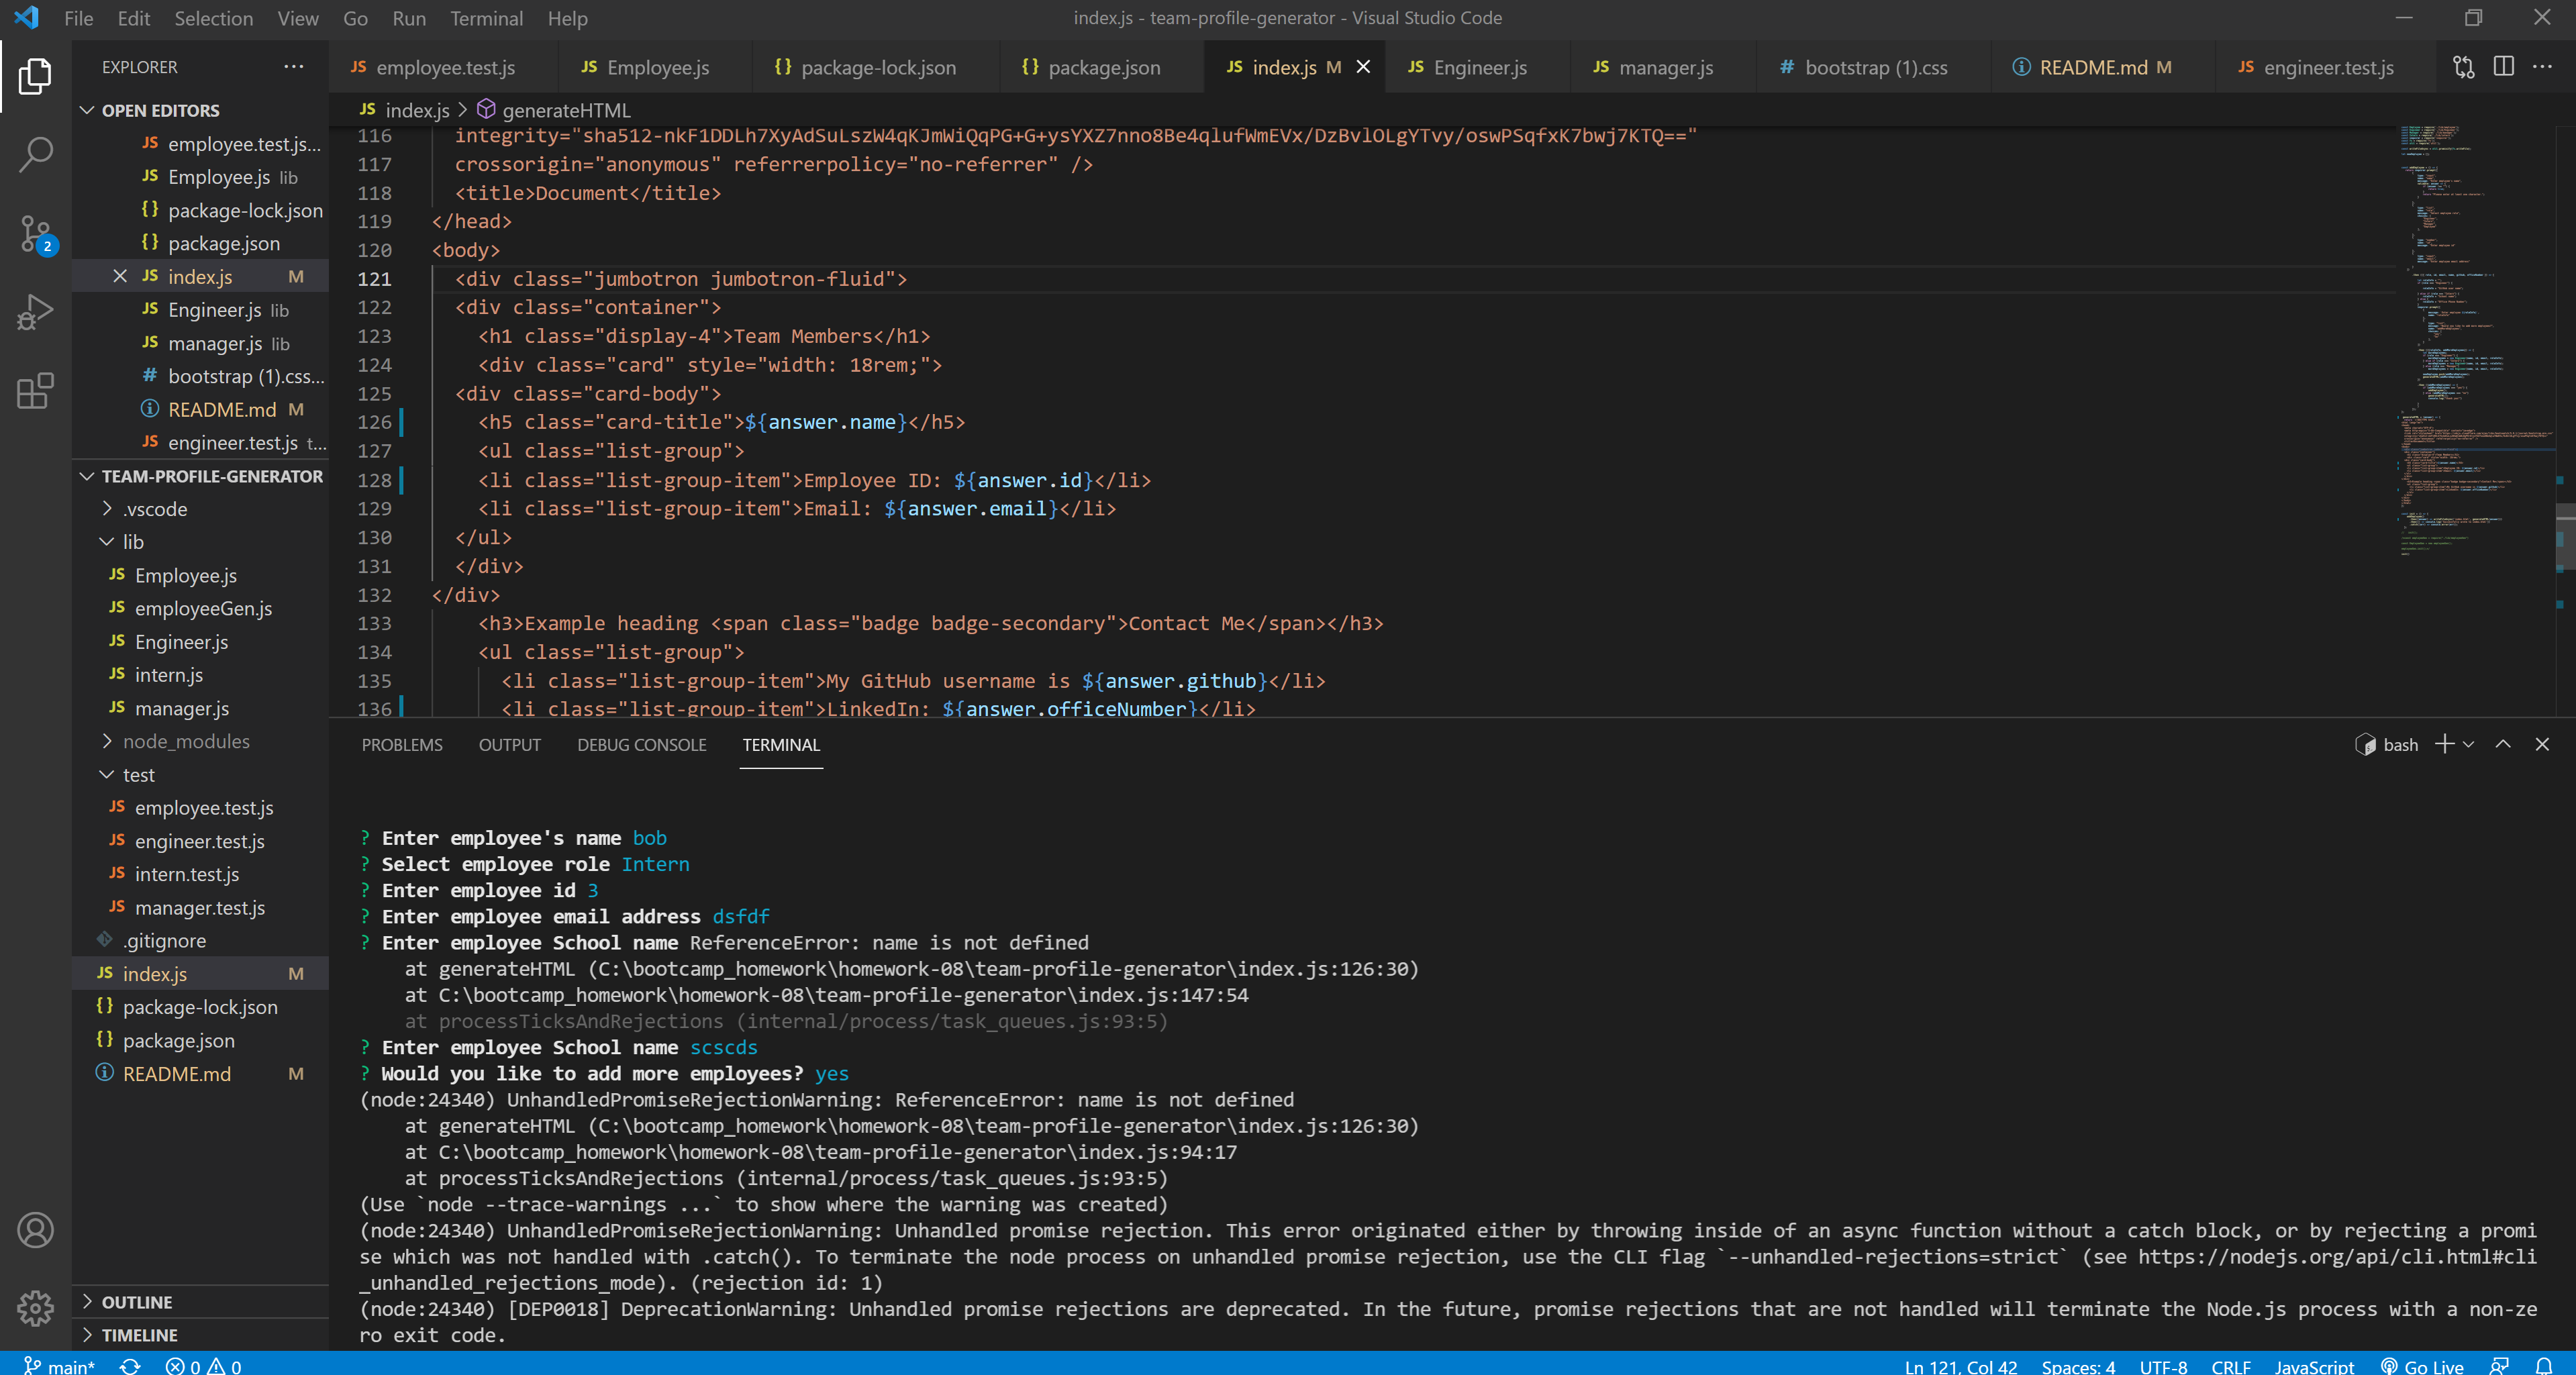 File Edit Selection View Go Run Terminal Help
index.js - team-profile-generator - Visual Studio Code
EXPLORER
OPEN EDITORS
JS employee.test.js...
JS Employee.js lib
{} package-lock.json
{} package.json
JS index.js M
JS Engineer.js lib
JS manager.js lib
# bootstrap (1).css...
README.md M
JS engineer.test.js t...
TEAM-PROFILE-GENERATOR
.vscode
lib
JS Employee.js
JS employeeGen.js
JS Engineer.js
JS intern.js
JS manager.js
node_modules
test
JS employee.test.js
JS engineer.test.js
JS intern.test.js
JS manager.test.js
.gitignore
JS index.js M
{} package-lock.json
{} package.json
README.md M
OUTLINE
TIMELINE
2
JS employee.test.js JS Employee.js {} package-lock.json {} package.json JS index.js M JS Engineer.js JS manager.js # bootstrap (1).css README.md M JS engineer.test.js
JS index.js > generateHTML
116 integrity="sha512-nkF1DDLh7XyAdSuLszW4qKJmWiQqPG+G+ysYXZ7nno8Be4qlufWmEVx/DzBvlOLgYTvy/oswPSqfxK7bwj7KTQ=="
117 crossorigin="anonymous" referrerpolicy="no-referrer" />
118 <title>Document</title>
119 </head>
120 <body>
121 <div class="jumbotron jumbotron-fluid">
122 <div class="container">
123 <h1 class="display-4">Team Members</h1>
124 <div class="card" style="width: 18rem;">
125 <div class="card-body">
126 <h5 class="card-title">${answer.name}</h5>
127 <ul class="list-group">
128 <li class="list-group-item">Employee ID: ${answer.id}</li>
129 <li class="list-group-item">Email: ${answer.email}</li>
130 </ul>
131 </div>
132 </div>
133 <h3>Example heading <span class="badge badge-secondary">Contact Me</span></h3>
134 <ul class="list-group">
135 <li class="list-group-item">My GitHub username is ${answer.github}</li>
136 <li class="list-group-item">LinkedIn: ${answer.officeNumber}</li>
PROBLEMS OUTPUT DEBUG CONSOLE TERMINAL
bash
? Enter employee's name bob
? Select employee role Intern
? Enter employee id 3
? Enter employee email address dsfdf
? Enter employee School name ReferenceError: name is not defined
at generateHTML (C:\bootcamp_homework\homework-08\team-profile-generator\index.js:126:30)
at C:\bootcamp_homework\homework-08\team-profile-generator\index.js:147:54
at processTicksAndRejections (internal/process/task_queues.js:93:5)
? Enter employee School name scscds
? Would you like to add more employees? yes
(node:24340) UnhandledPromiseRejectionWarning: ReferenceError: name is not defined
at generateHTML (C:\bootcamp_homework\homework-08\team-profile-generator\index.js:126:30)
at C:\bootcamp_homework\homework-08\team-profile-generator\index.js:94:17
at processTicksAndRejections (internal/process/task_queues.js:93:5)
(Use `node --trace-warnings ...` to show where the warning was created)
(node:24340) UnhandledPromiseRejectionWarning: Unhandled promise rejection. This error originated either by throwing inside of an async function without a catch block, or by rejecting a promi
se which was not handled with .catch(). To terminate the node process on unhandled promise rejection, use the CLI flag `--unhandled-rejections=strict` (see https://nodejs.org/api/cli.html#cli
_unhandled_rejections_mode). (rejection id: 1)
(node:24340) [DEP0018] DeprecationWarning: Unhandled promise rejections are deprecated. In the future, promise rejections that are not handled will terminate the Node.js process with a non-ze
ro exit code.
main* 0 0 Ln 121, Col 42 Spaces: 4 UTF-8 CRLF JavaScript Go Live